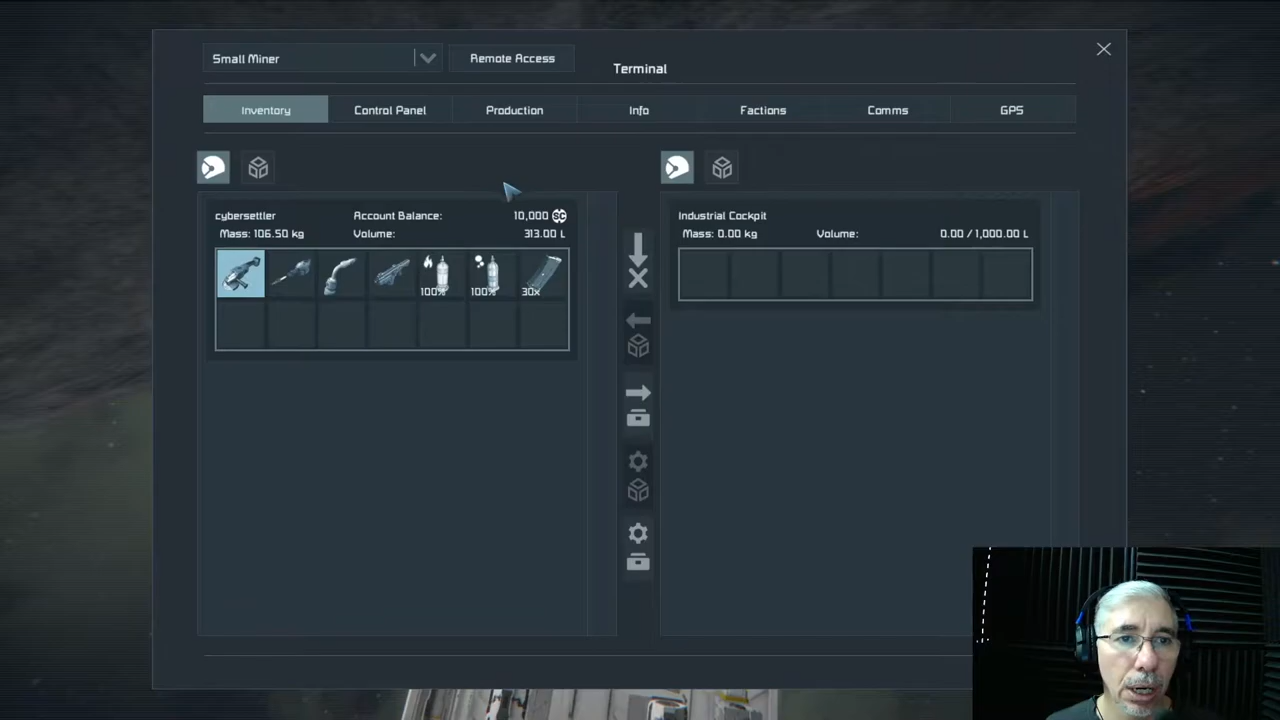 Small Miner
Remote Access
Terminal
Inventory
Control Panel
Production
Info
Factions
Comms
GPS
cybersettler
Account Balance:
10,000 SC
Mass: 106.50 kg
Volume:
313.00 L
100%
100%
30x
Industrial Cockpit
Mass: 0.00 kg
Volume:
0.00 / 1,000.00 L